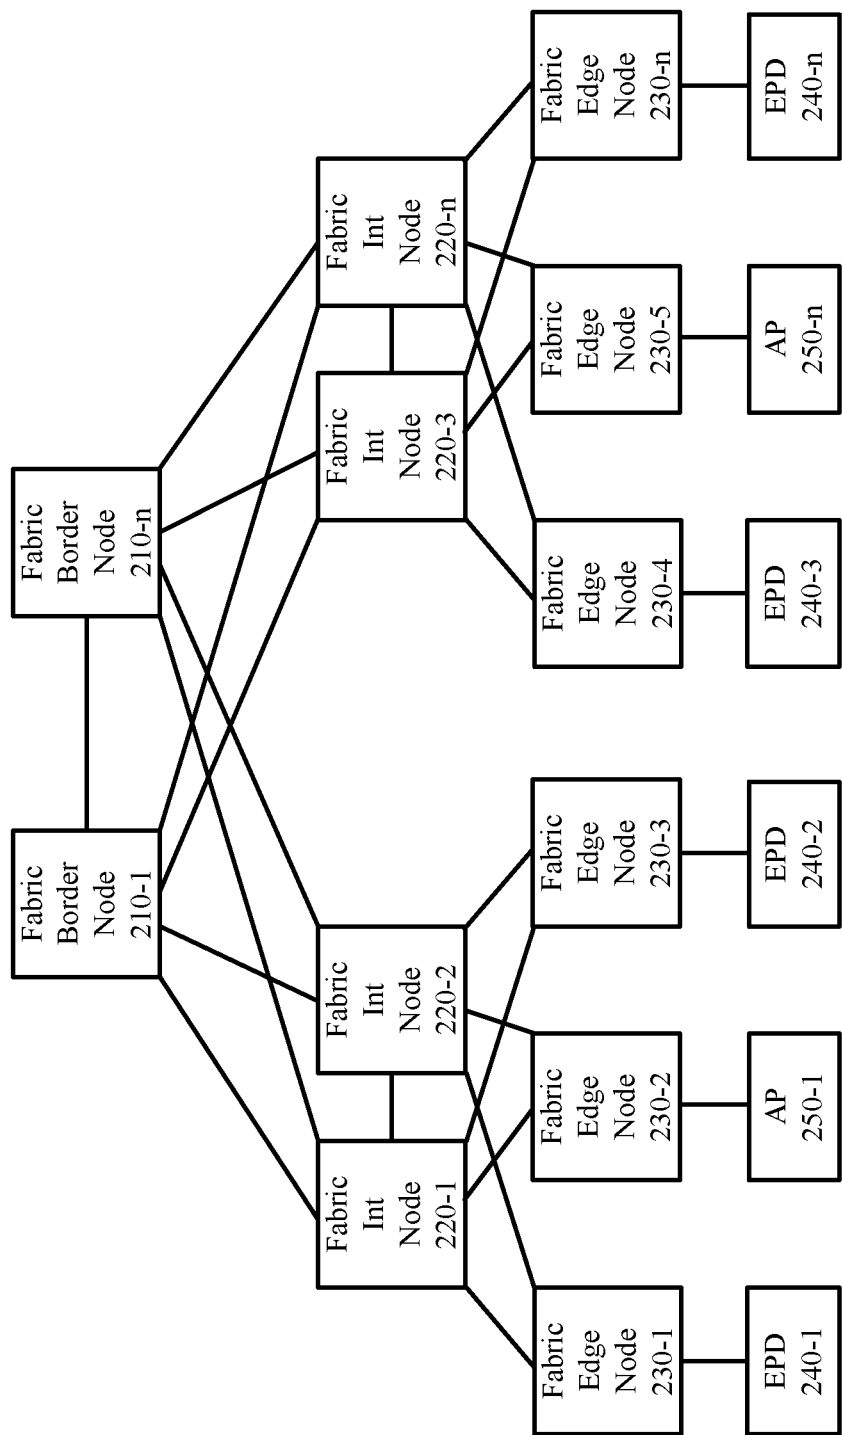 Fabric
Border
Node
210-1
Fabric
Border
Node
210-n
Fabric
Int
Node
220-1
Fabric
Int
Node
220-2
Fabric
Int
Node
220-3
Fabric
Int
Node
220-n
Fabric
Edge
Node
230-1
Fabric
Edge
Node
230-2
Fabric
Edge
Node
230-3
Fabric
Edge
Node
230-4
Fabric
Edge
Node
230-5
Fabric
Edge
Node
230-n
EPD
240-1
AP
250-1
EPD
240-2
EPD
240-3
AP
250-n
EPD
240-n